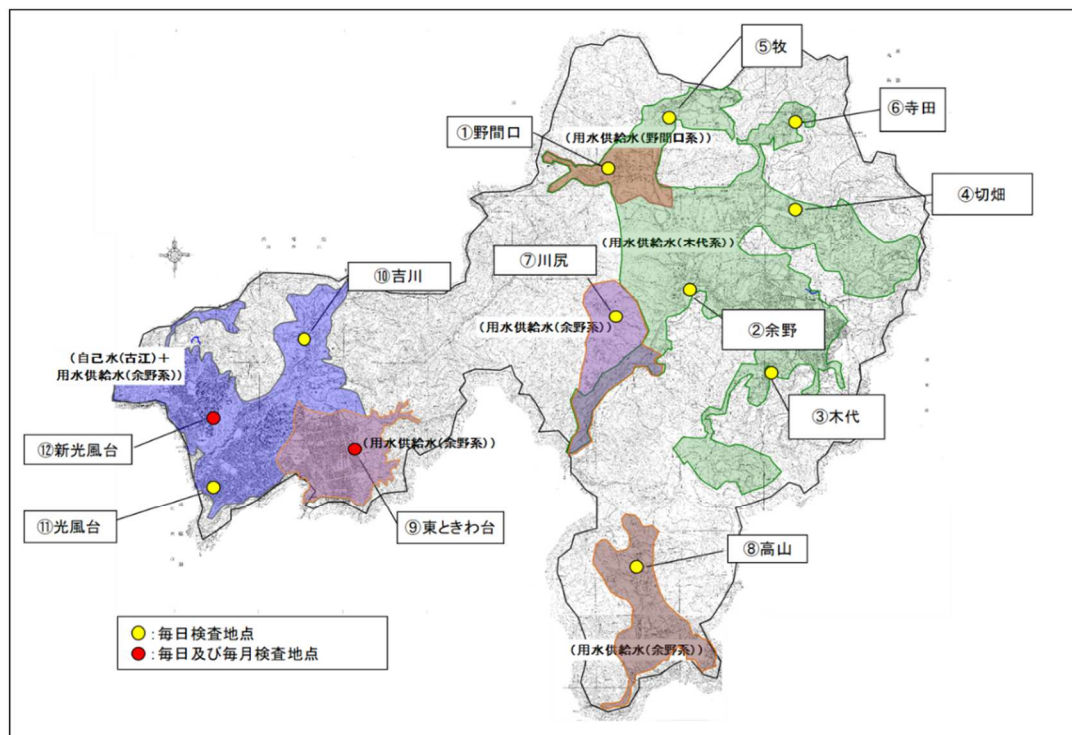 ⑤牧
⑥寺田
①野間口
(用水供給水(野間口系))
④切畑
(用水供給水(木代系))
⑦川尻
⑩吉川
(用水供給水(余野系))
②余野
(自己水(古江)+
用水供給水(余野系))
③木代
⑫新光風台
(用水供給水(余野系))
⑪光風台
⑨東ときわ台
⑧高山
(用水供給水(余野系))
:毎日検査地点
:毎日及び毎月検査地点